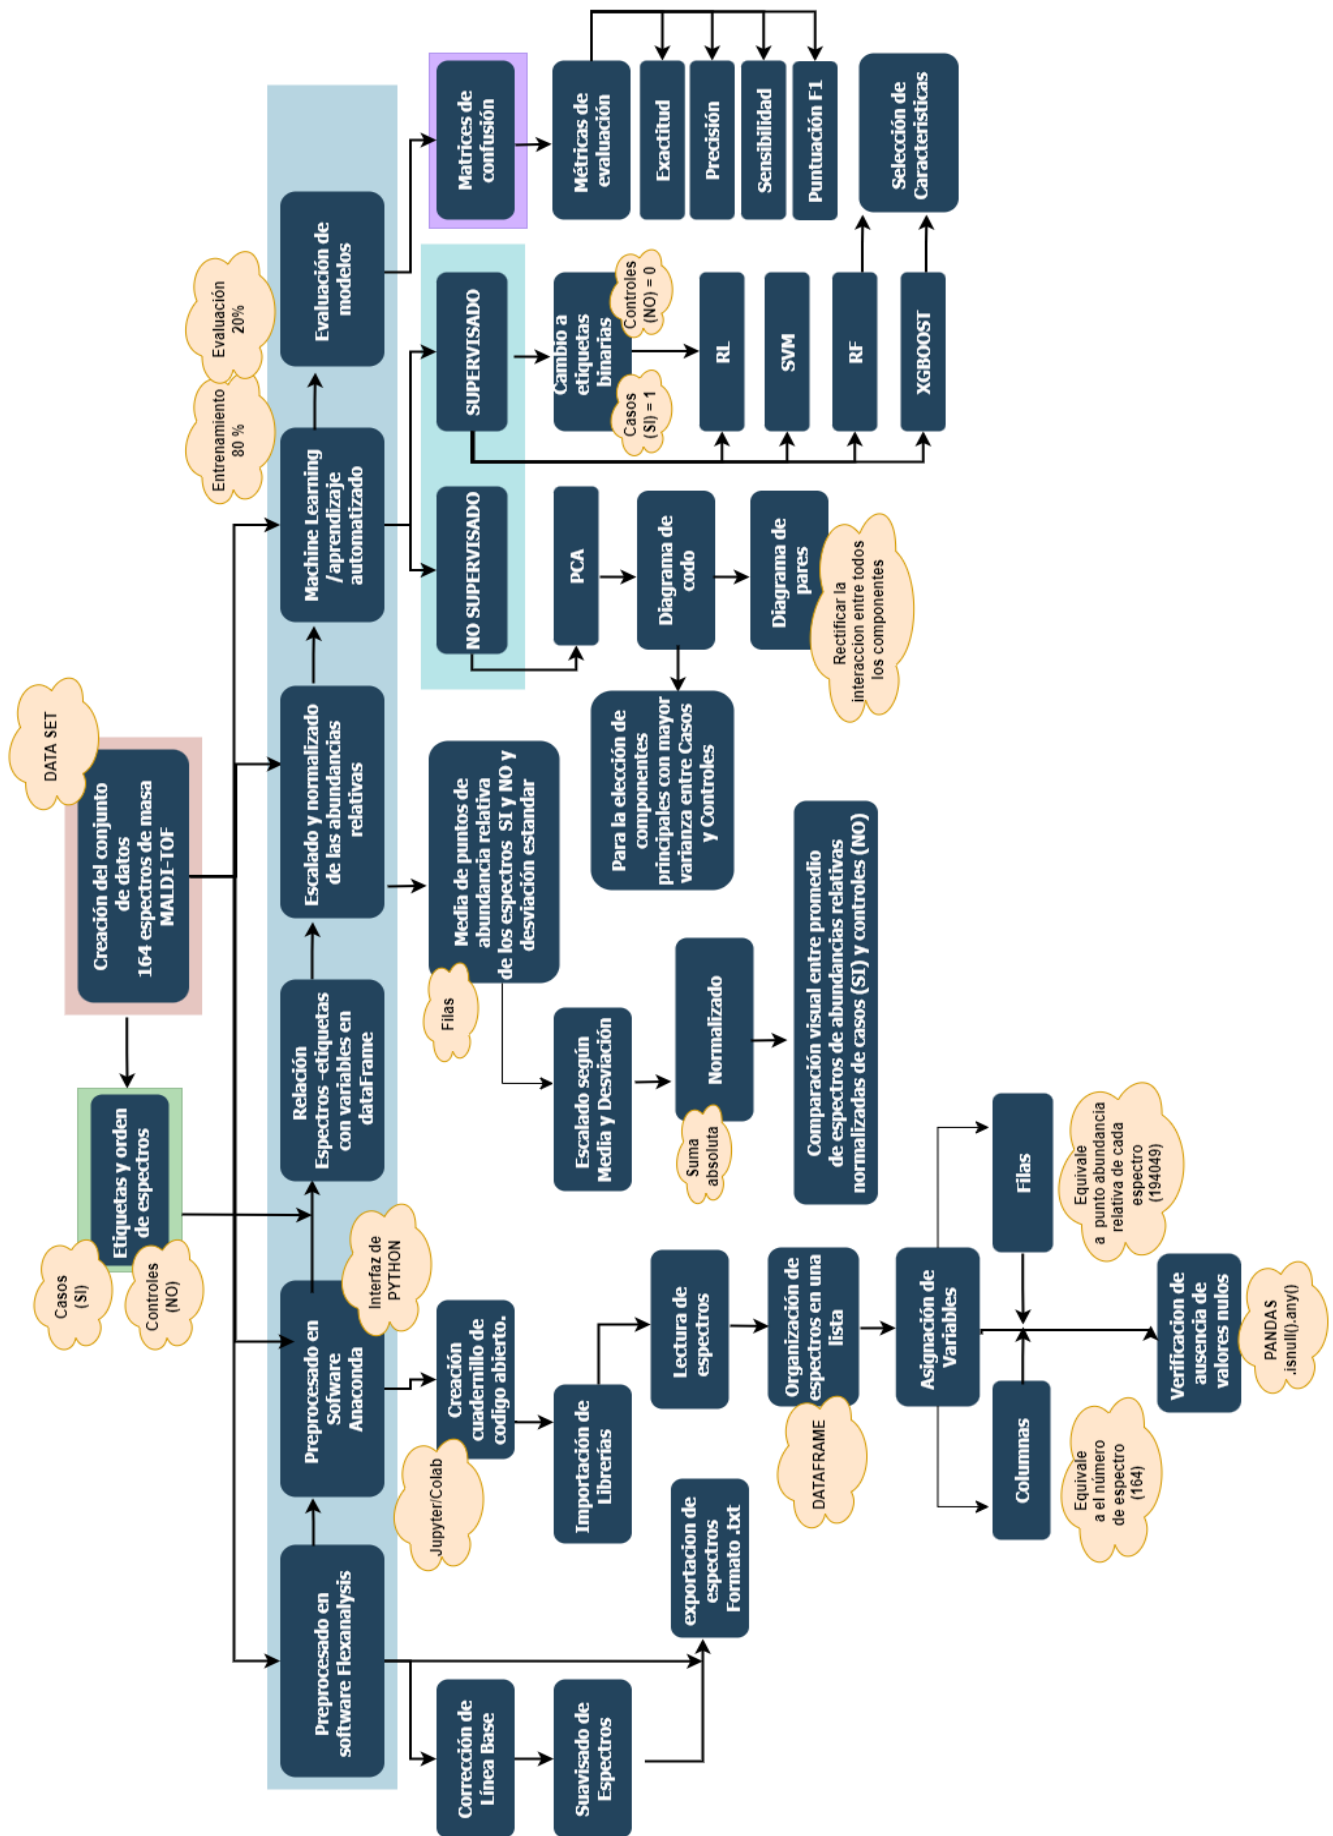 DATA SET
Creación del conjunto
de datos
164 espectros de masa
MALDI-TOF
Etiquetas y orden
de espectros
Casos
(SI)
Controles
(NO)
Preprocesado en
software Flexanalysis
Preprocesado en
Sofware
Anaconda
Interfaz de
PYTHON
Relación
Espectros -etiquetas
con variables en
dataFrame
Escalado y normalizado
de las abundancias
relativas
Machine Learning
/aprendizaje
automatizado
Entrenamiento
80 %
Evaluación
20%
Evaluación de
modelos
Corrección de
Línea Base
Suavisado de
Espectros
exportacion de
espectros
Formato .txt
Creación
cuadernillo de
codigo abierto.
Jupyter/Colab
Importación de
Librerías
Lectura de
espectros
Organización de
espectros en una
lista
DATAFRAME
Asignación de
Variables
Columnas
Equivale
a el número
de espectro
(164)
Filas
Equivale
a punto abundancia
relativa de cada
espectro
(194049)
Verificacion de
ausencia de
valores nulos
PANDAS
.isnull().any()
Media de puntos de
abundancia relativa
de los espectros SI y NO y
desviación estandar
Filas
Escalado según
Media y Desviación
Normalizado
Suma
absoluta
Comparación visual entre promedio
de espectros de abundancias relativas
normalizadas de casos (SI) y controles (NO)
NO SUPERVISADO
PCA
Diagrama de
codo
Para la elección de
componentes
principales con mayor
varianza entre Casos
y Controles
Diagrama de
pares
Rectificar la
interaccion entre todos
los componentes
SUPERVISADO
Cambio a
etiquetas
binarias
Casos
(SI) = 1
Controles
(NO) = 0
RL
SVM
RF
XGBOOST
Selección de
Caracteristicas
Matrices de
confusión
Métricas de
evaluación
Exactitud
Precisión
Sensibilidad
Puntuación F1